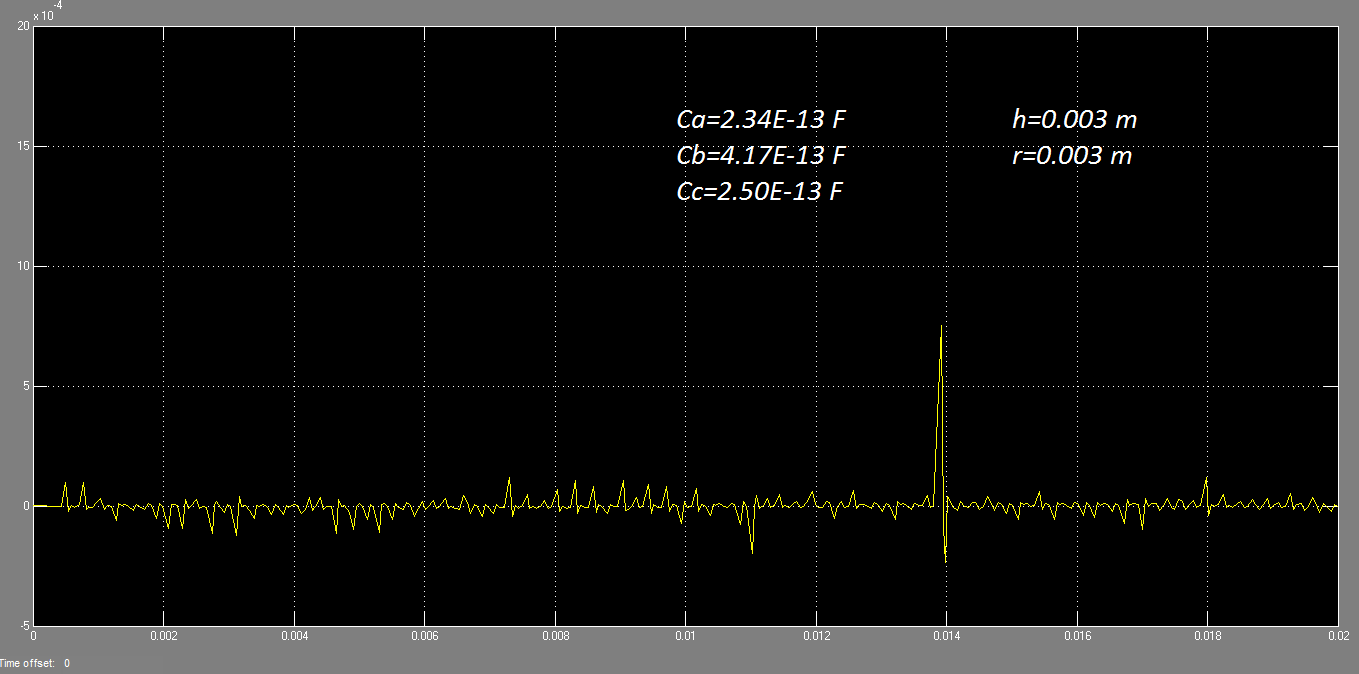 x 10
-4
20
Ca=2.34E-13 F h=0.003 m
15
Cb=4.17E-13 F r=0.003 m
Cc=2.50E-13 F
10
5
0
-5
0 0.002 0.004 0.006 0.008 0.01 0.012 0.014 0.016 0.018 0.02
Time offset: 0